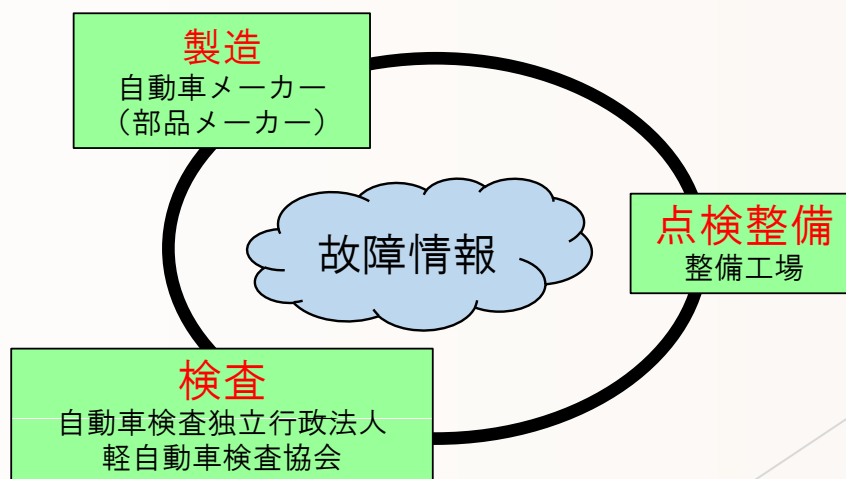 製造
自動車メーカー
（部品メーカー）
故障情報
点検整備
整備工場
検査
自動車検査独立行政法人
軽自動車検査協会